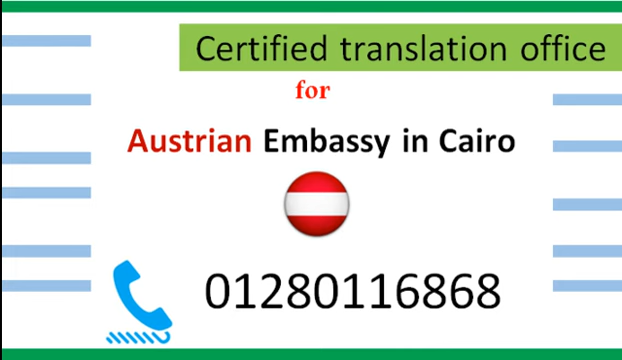 Certified translation office
for
Austrian Embassy in Cairo
01280116868